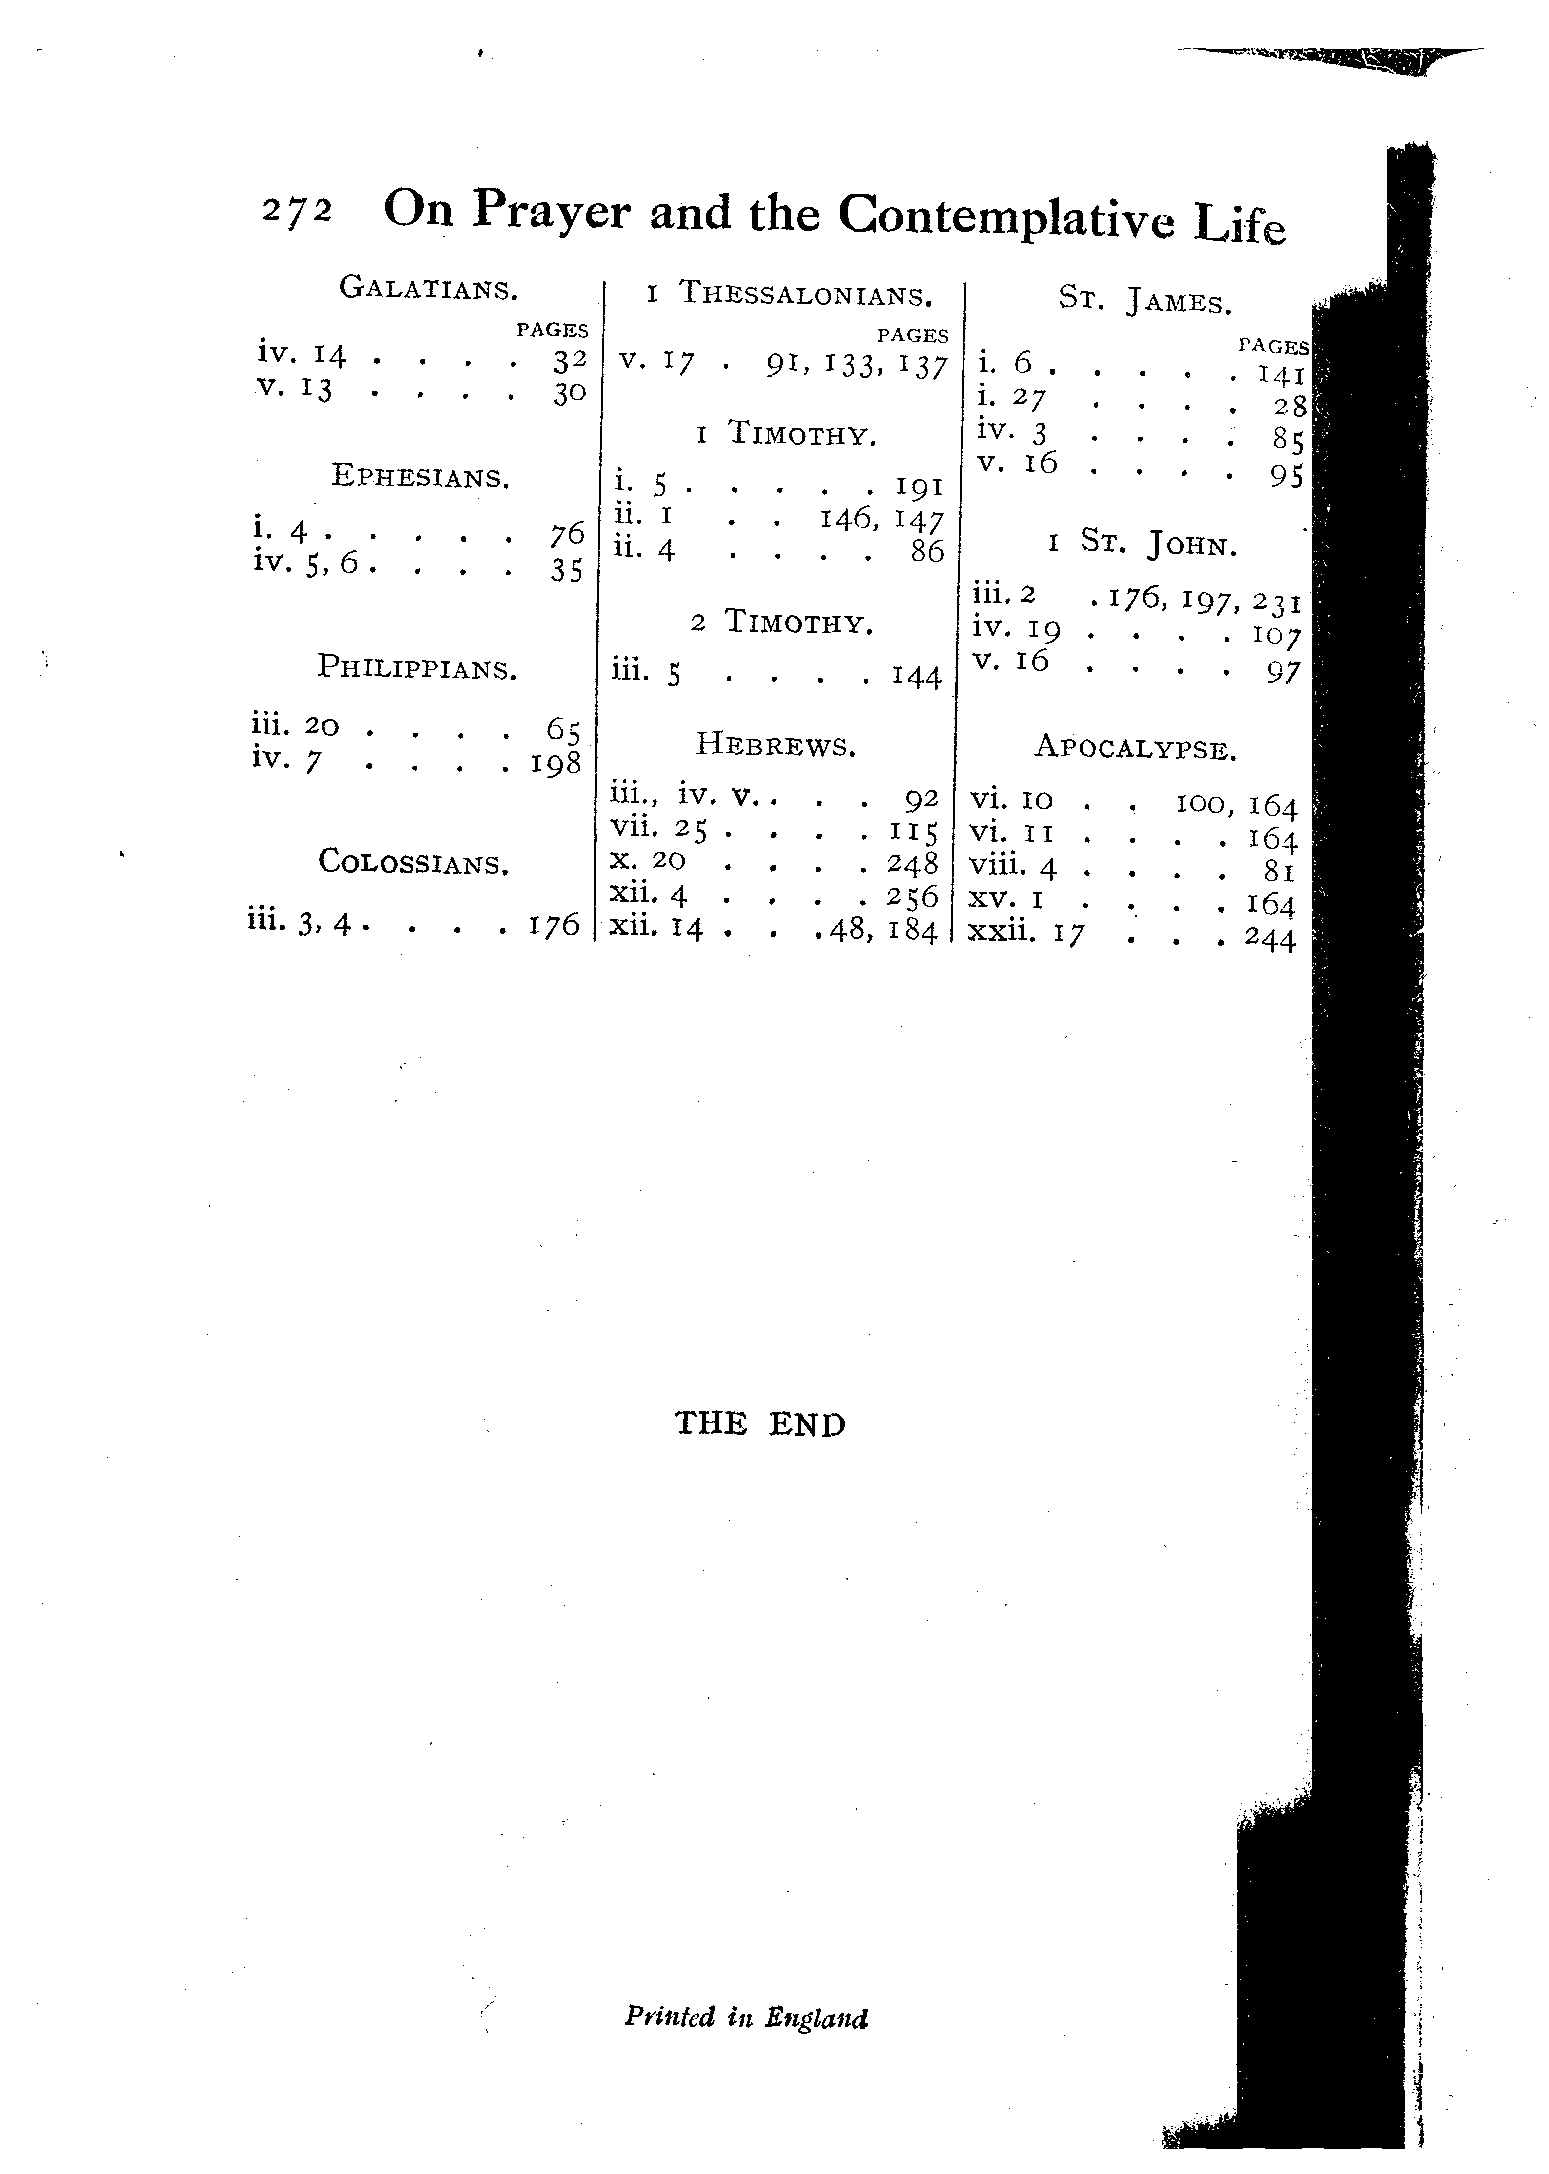 272 On Prayer and the Contemplative Life
GALATIANS.
PAGES
iv. 14 . . . . 32
v. 13 . . . . 30
EPHESIANS.
i. 4 . . . . . 76
iv. 5, 6 . . . . 35
PHILIPPIANS.
iii. 20 . . . . 65
iv. 7 . . . . 198
COLOSSIANS.
iii. 3, 4 . . . . 176
1 THESSALONIANS.
PAGES
v. 17 . 91, 133, 137
1 TIMOTHY.
i. 5 . . . . . 191
ii. 1 . . 146, 147
ii. 4 . . . . 86
2 TIMOTHY.
iii. 5 . . . . 144
HEBREWS.
iii., iv. v. . . . 92
vii. 25 . . . . 115
x. 20 . . . . 248
xii. 4 . . . . 256
xii. 14 . . . 48, 184
ST. JAMES.
PAGES
i. 6 . . . . . 141
i. 27 . . . . 28
iv. 3 . . . . 85
v. 16 . . . . 95
1 ST. JOHN.
iii. 2 . 176, 197, 231
iv. 19 . . . . 107
v. 16 . . . . 97
APOCALYPSE.
vi. 10 . . 100, 164
vi. 11 . . . . 164
viii. 4 . . . . 81
xv. 1 . . . . 164
xxii. 17 . . . 244
THE END
Printed in England